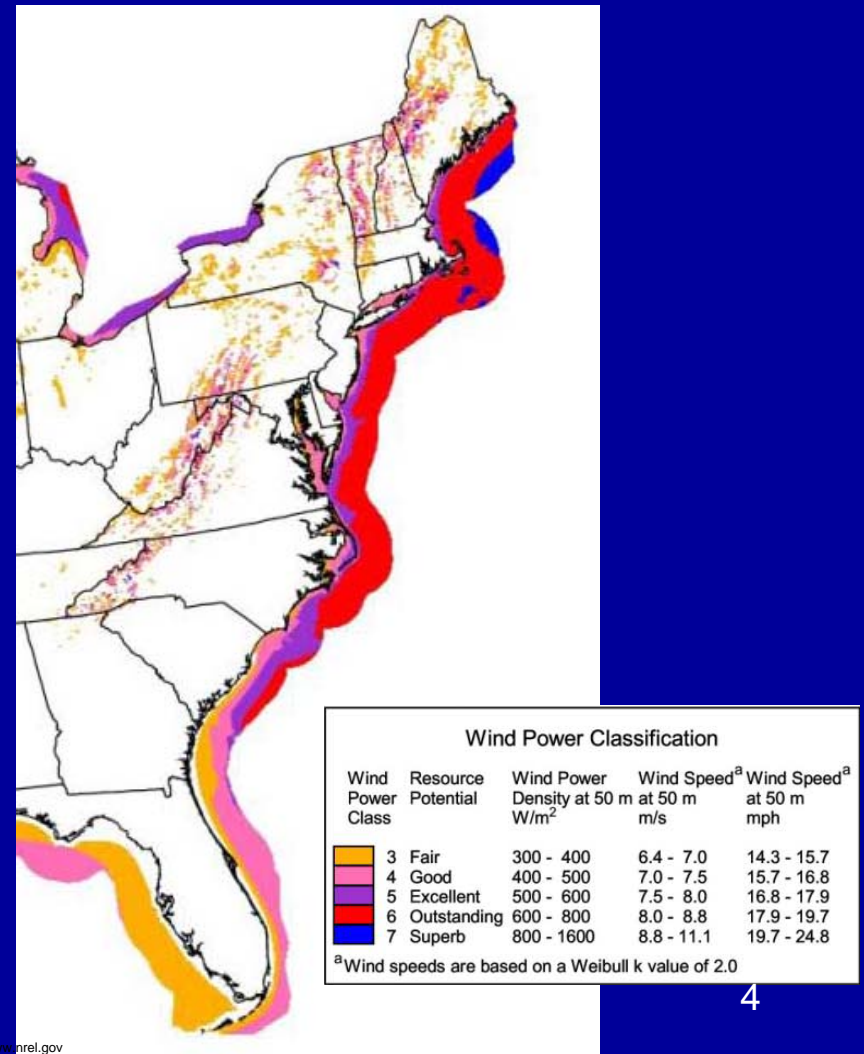 Wind Power Classification
Wind Power Class Resource Potential Wind Power Density at 50 m W/m² Wind Speedᵃ at 50 m m/s Wind Speedᵃ at 50 m mph
3 Fair 300 - 400 6.4 - 7.0 14.3 - 15.7
4 Good 400 - 500 7.0 - 7.5 15.7 - 16.8
5 Excellent 500 - 600 7.5 - 8.0 16.8 - 17.9
6 Outstanding 600 - 800 8.0 - 8.8 17.9 - 19.7
7 Superb 800 - 1600 8.8 - 11.1 19.7 - 24.8
ᵃWind speeds are based on a Weibull k value of 2.0
4
.nrel.gov